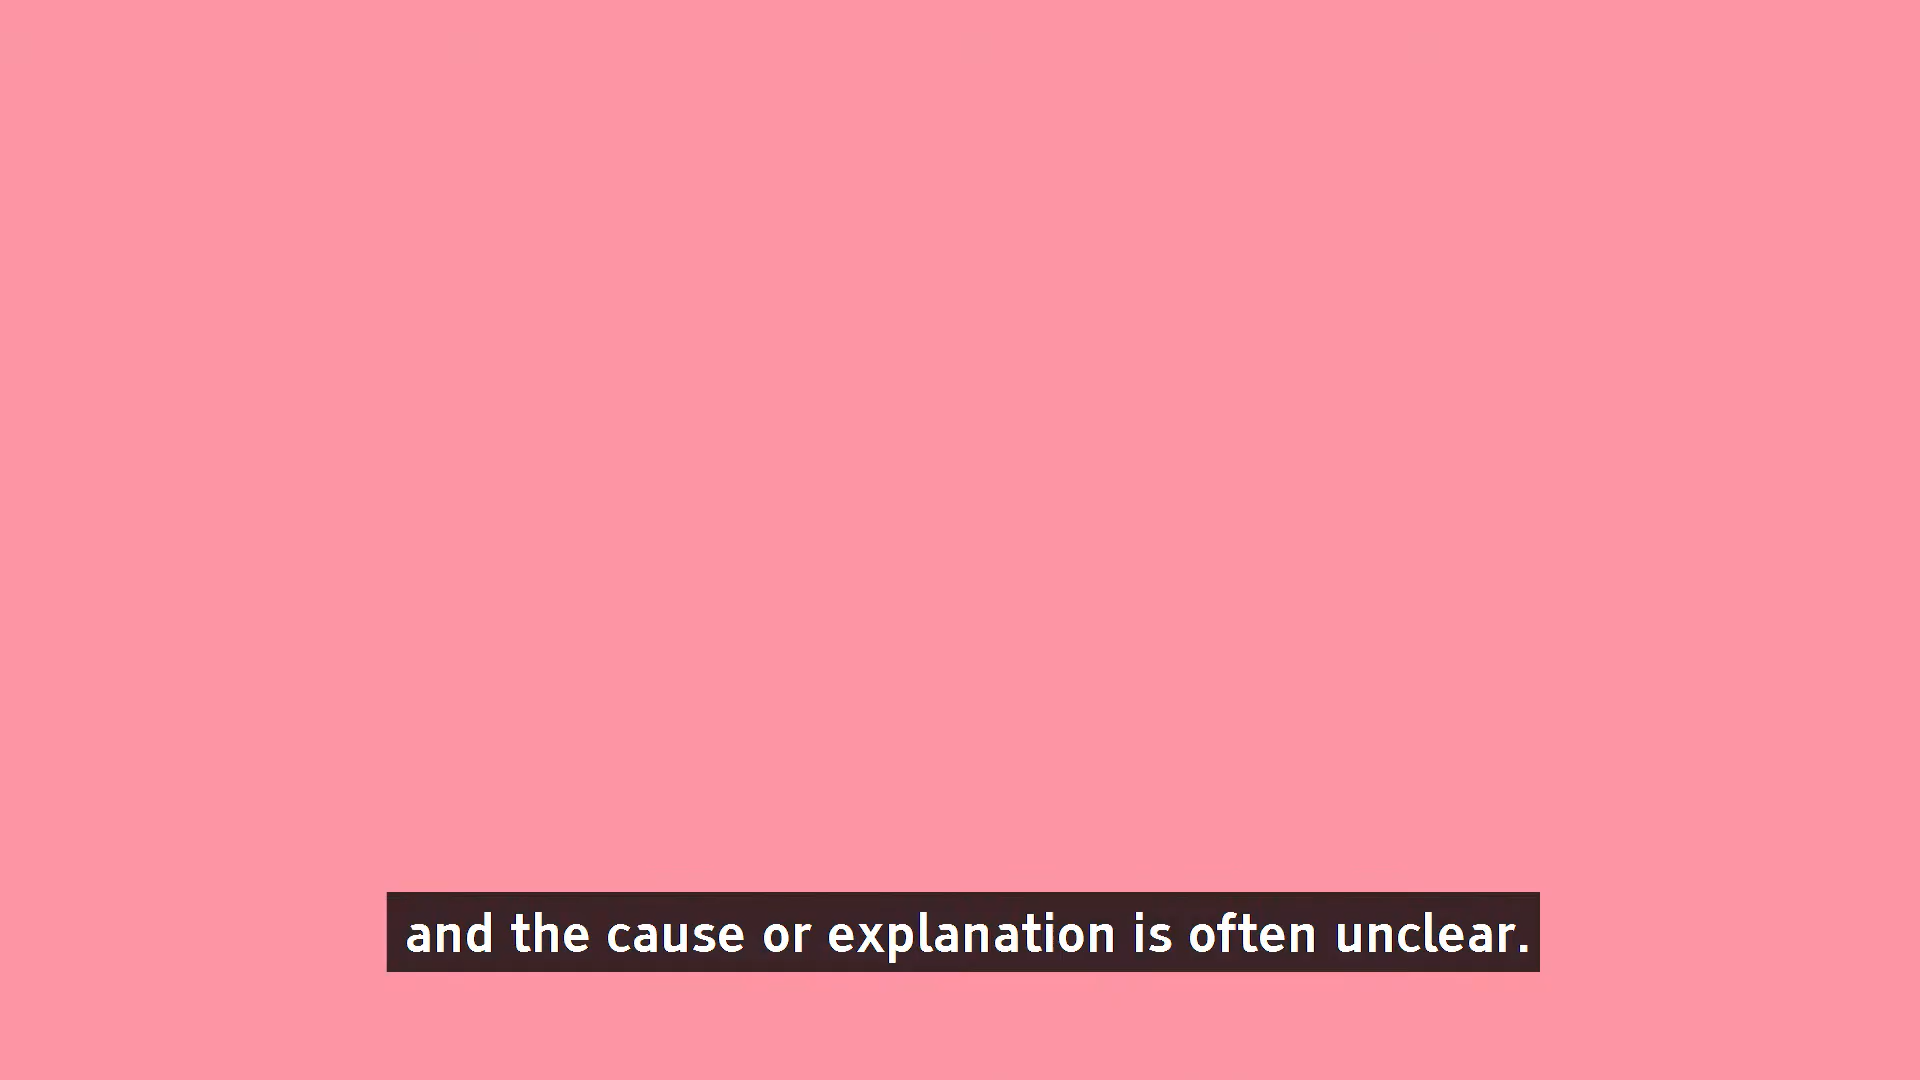 and the cause or explanation is often unclear.